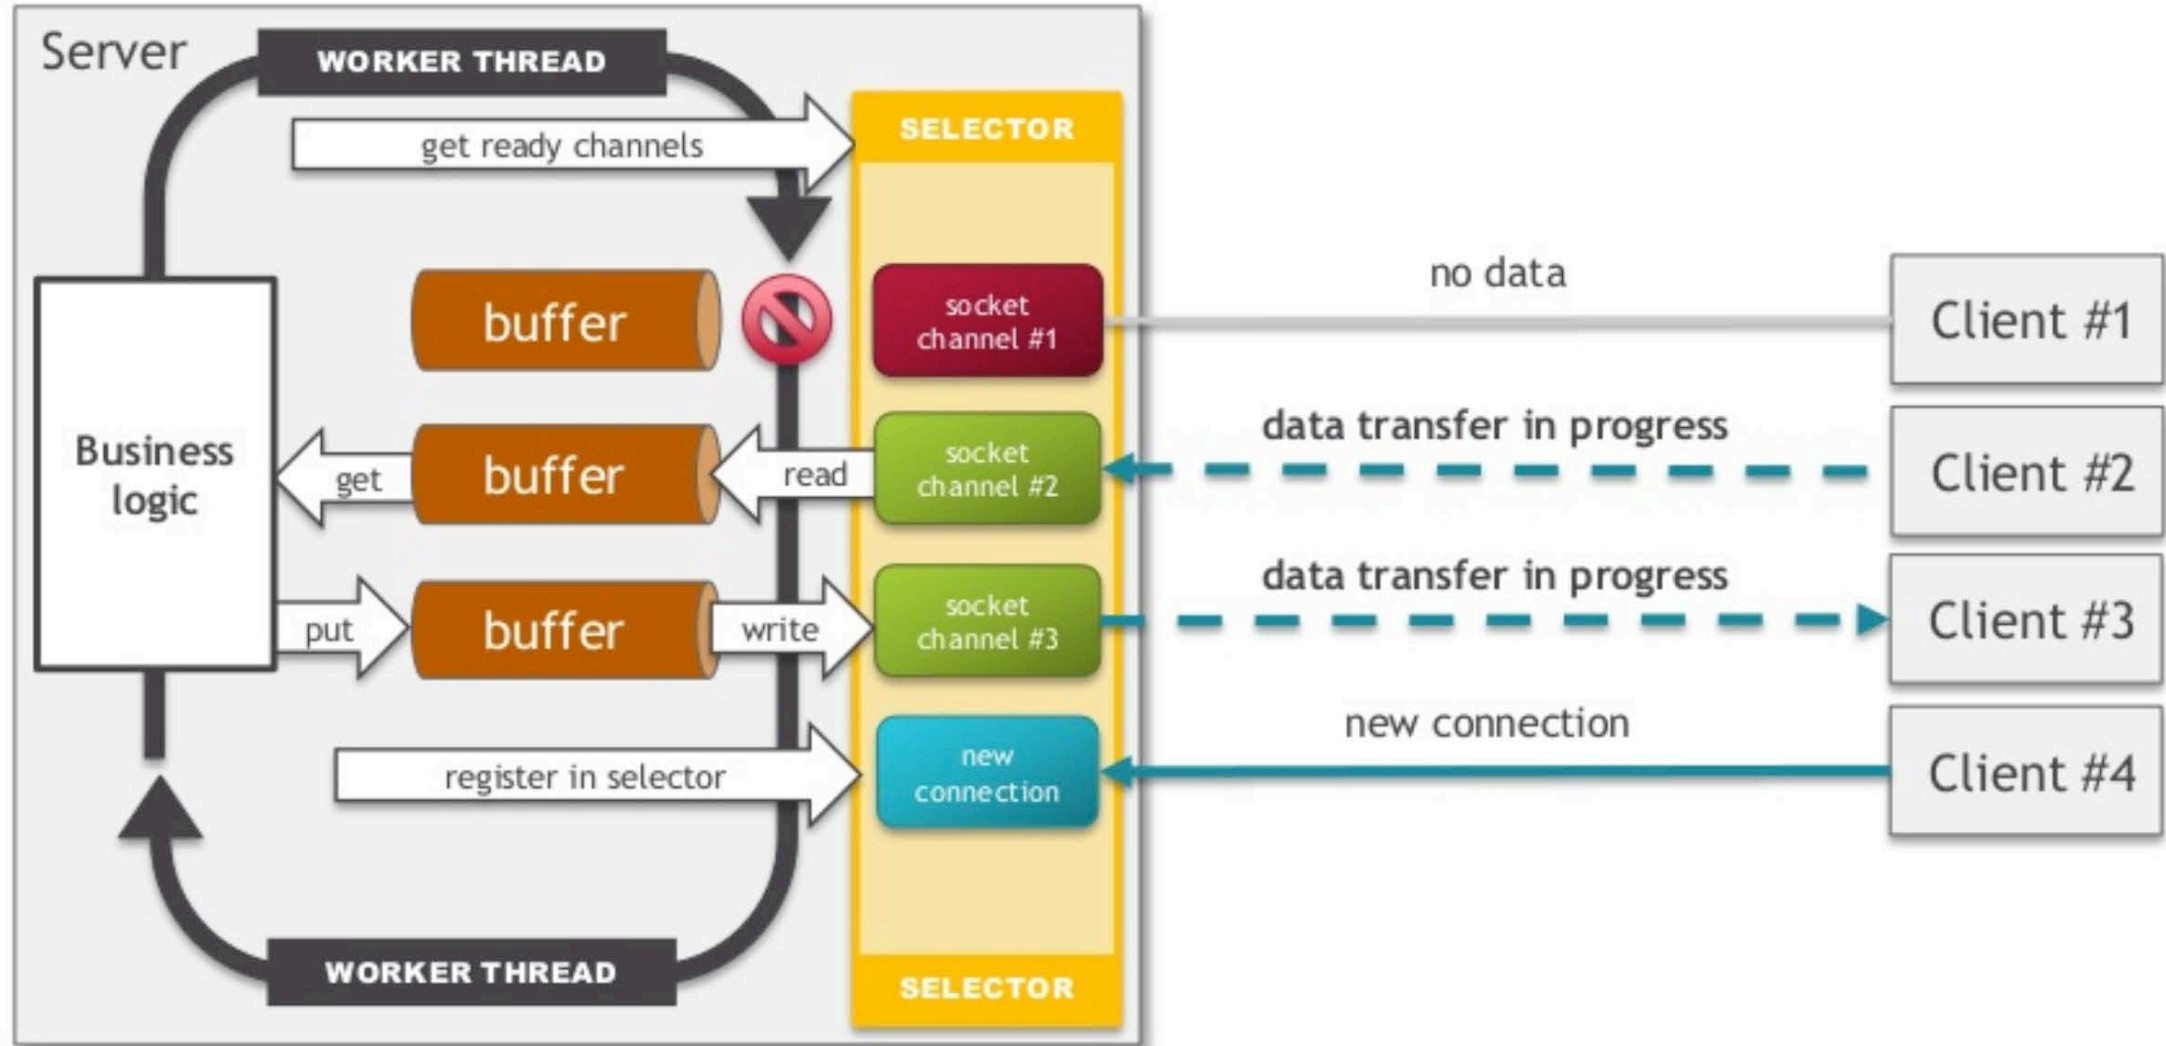 Server
WORKER THREAD
get ready channels
SELECTOR
buffer
socket
channel #1
no data
Client #1
Business
logic
get
buffer
read
socket
channel #2
data transfer in progress
Client #2
put
buffer
write
socket
channel #3
data transfer in progress
Client #3
register in selector
new
connection
new connection
Client #4
WORKER THREAD
SELECTOR